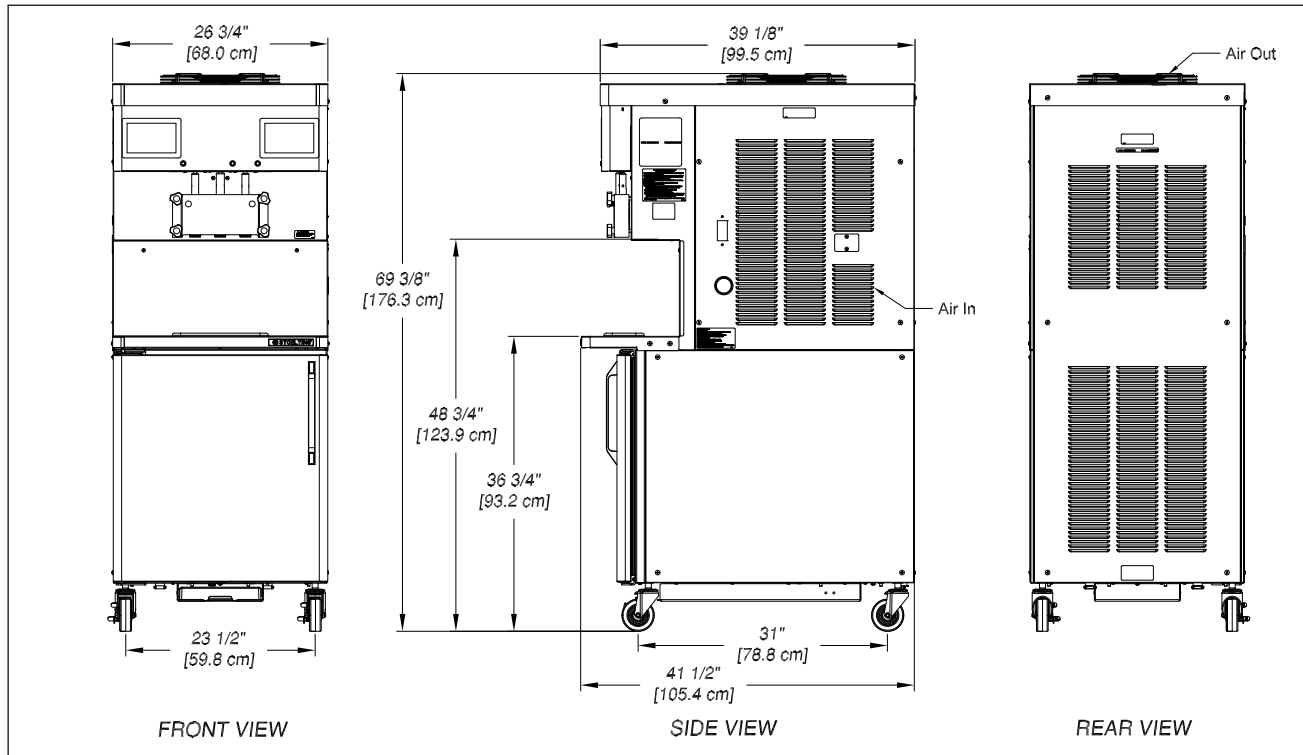 26 3/4"
[68.0 cm]
39 1/8"
[99.5 cm]
Air Out
69 3/8"
[176.3 cm]
Air In
48 3/4"
[123.9 cm]
36 3/4"
[93.2 cm]
23 1/2"
[59.8 cm]
31"
[78.8 cm]
41 1/2"
[105.4 cm]
FRONT VIEW
SIDE VIEW
REAR VIEW